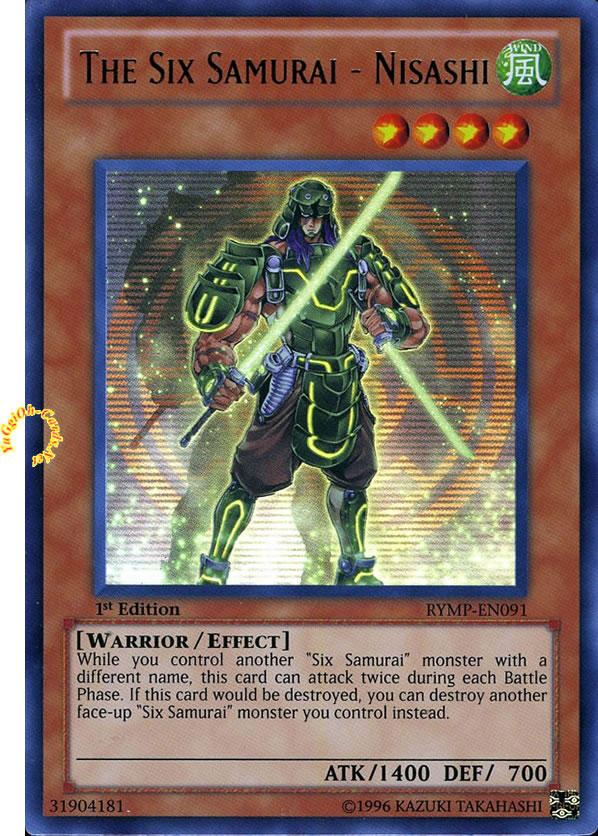 THE SIX SAMURAI - NISASHI
WIND
風
1st Edition
RYMP-EN091
[WARRIOR/EFFECT]
While you control another "Six Samurai" monster with a
different name, this card can attack twice during each Battle
Phase. If this card would be destroyed, you can destroy another
face-up "Six Samurai" monster you control instead.
ATK/1400 DEF/ 700
31904181
©1996 KAZUKI TAKAHASHI
YuGgiOh-Cards.Net